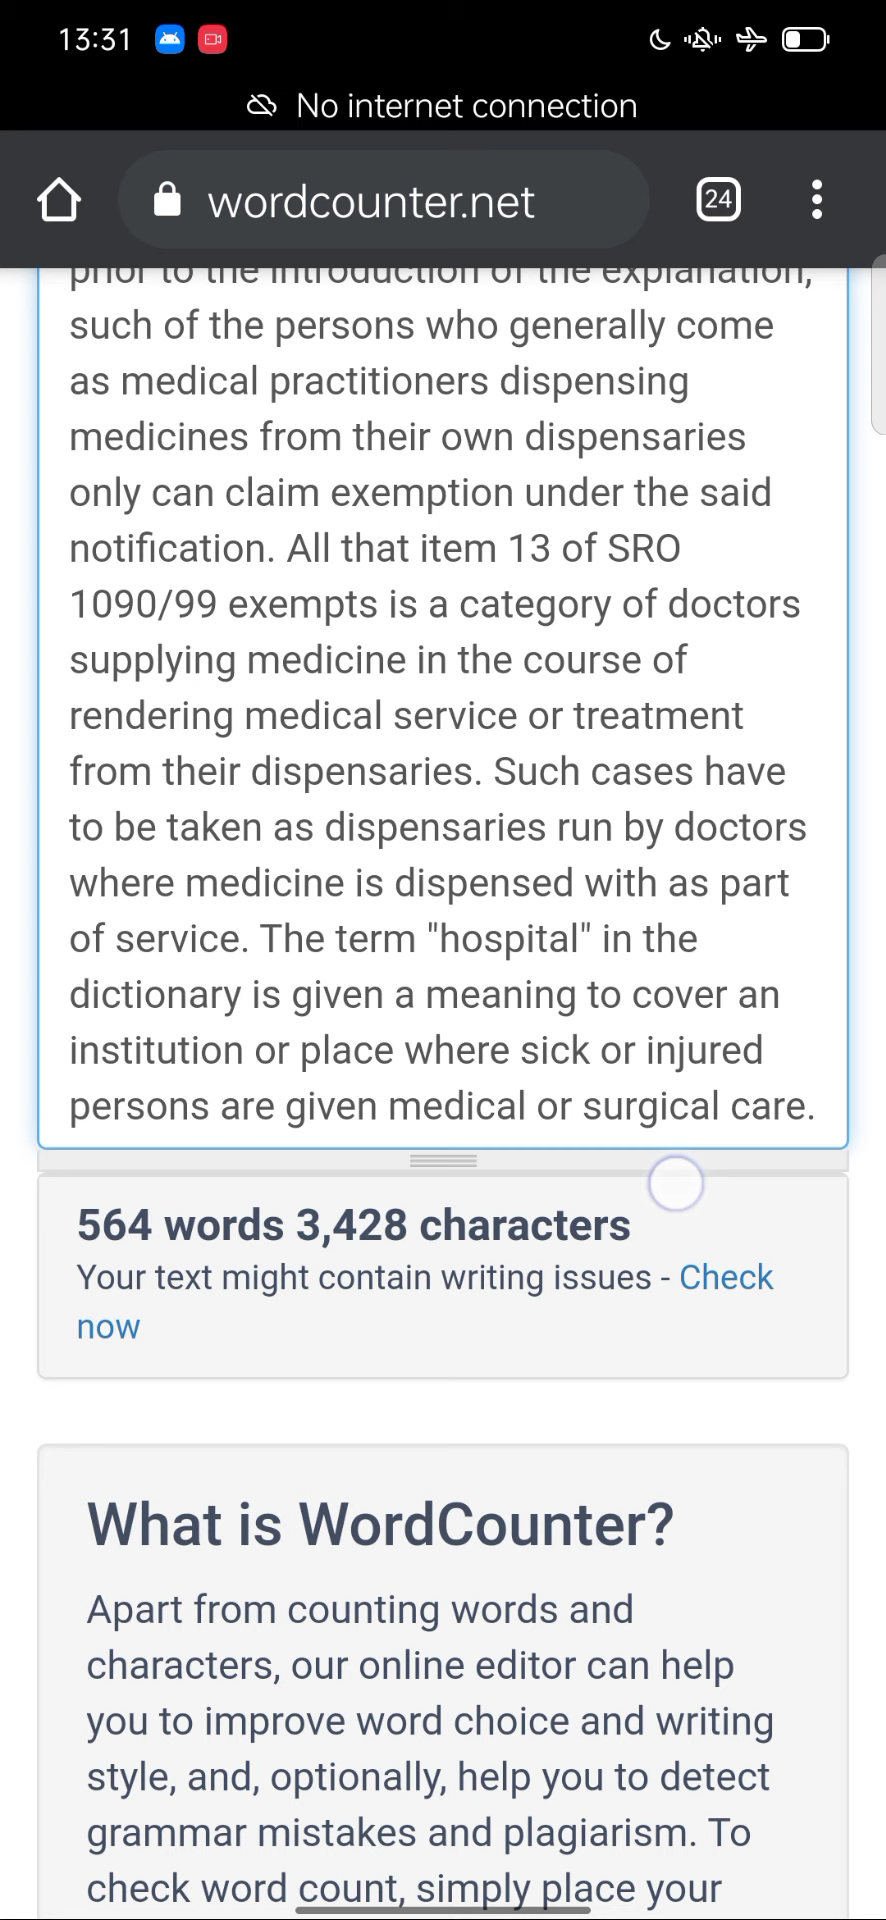 13:31
No internet connection
wordcounter.net
24
prior to the introduction of the explanation,
such of the persons who generally come
as medical practitioners dispensing
medicines from their own dispensaries
only can claim exemption under the said
notification. All that item 13 of SRO
1090/99 exempts is a category of doctors
supplying medicine in the course of
rendering medical service or treatment
from their dispensaries. Such cases have
to be taken as dispensaries run by doctors
where medicine is dispensed with as part
of service. The term "hospital" in the
dictionary is given a meaning to cover an
institution or place where sick or injured
persons are given medical or surgical care.
564 words 3,428 characters
Your text might contain writing issues - Check
now
What is WordCounter?
Apart from counting words and
characters, our online editor can help
you to improve word choice and writing
style, and, optionally, help you to detect
grammar mistakes and plagiarism. To
check word count, simply place your